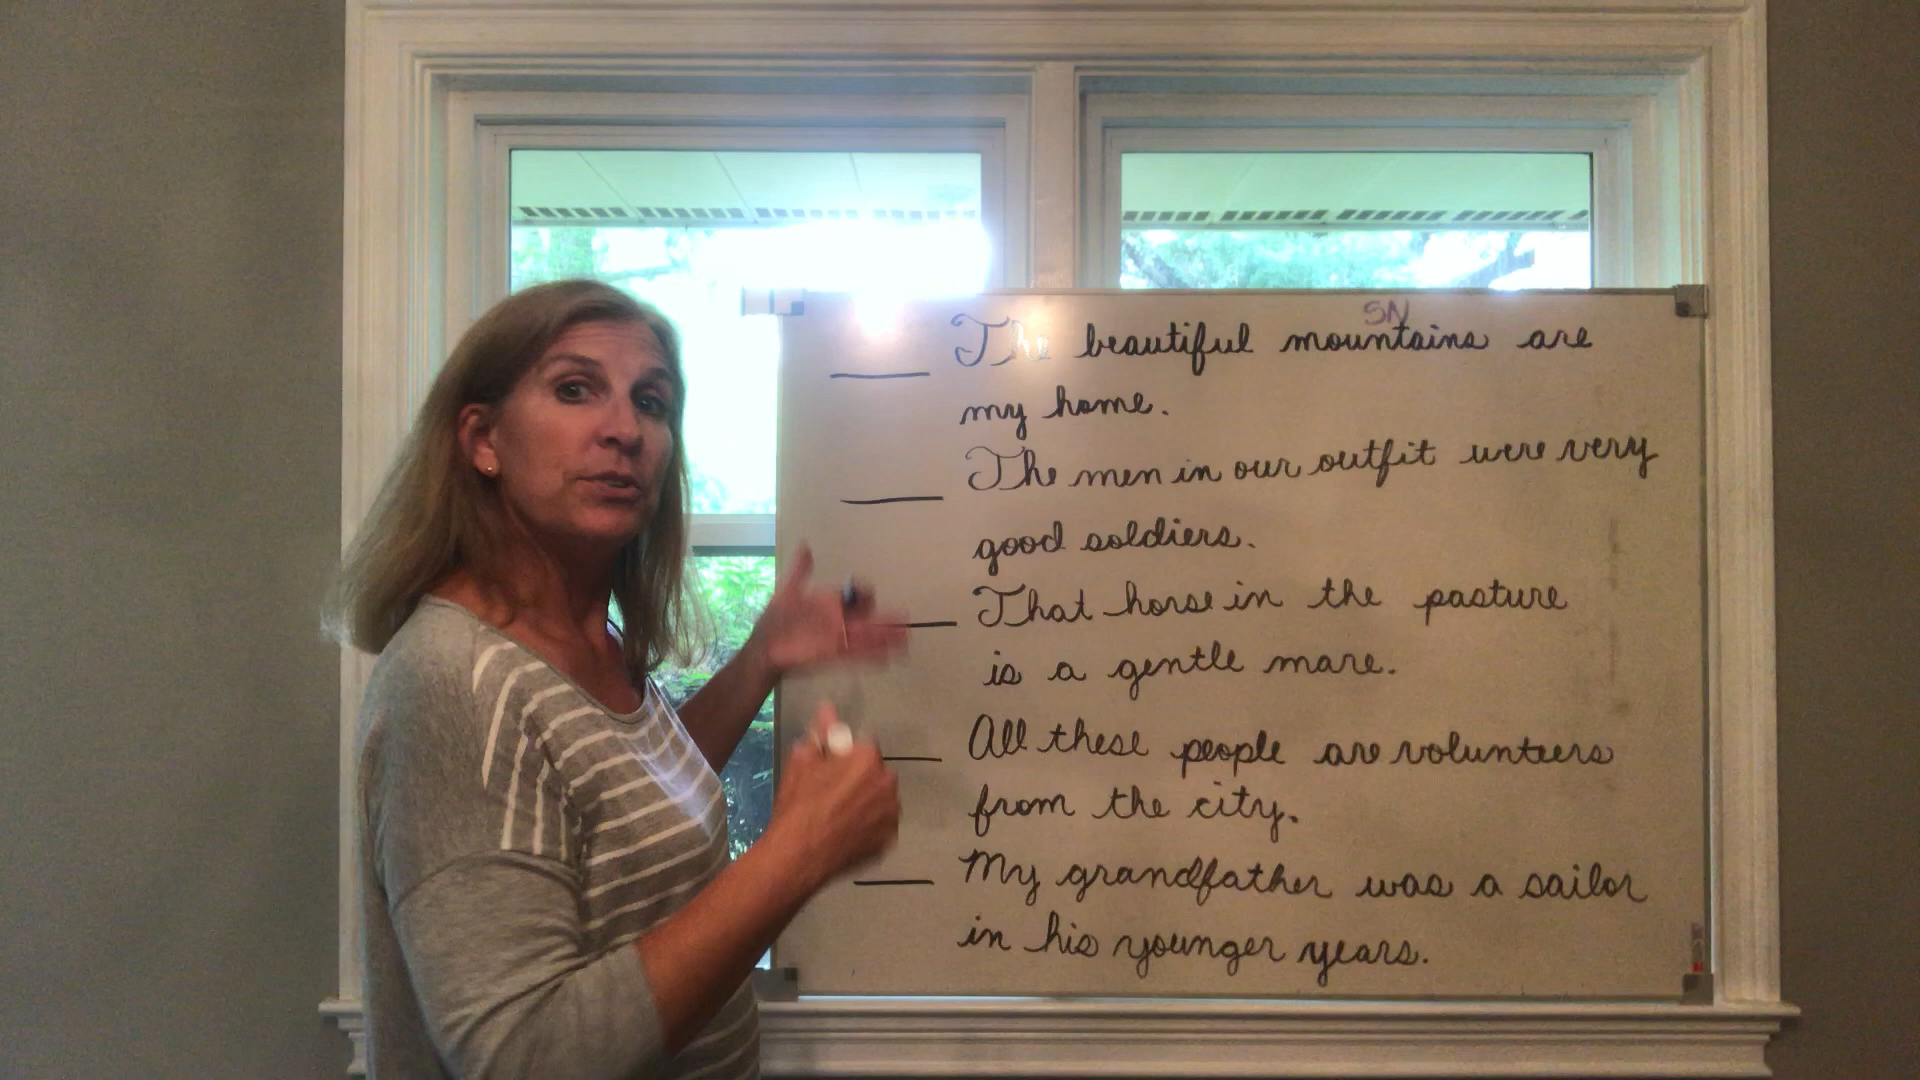 SN
The beautiful mountains are
my home.
The men in our outfit were very
good soldiers.
That horse in the pasture
is a gentle mare.
All these people are volunteers
from the city.
My grandfather was a sailor
in his younger years.